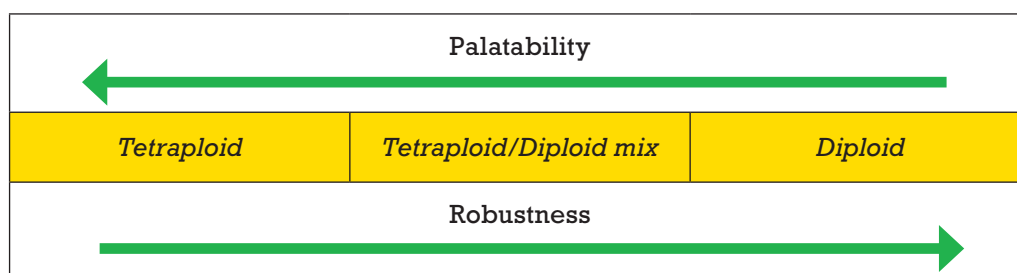 Palatability
Tetraploid
Tetraploid/Diploid mix
Diploid
Robustness